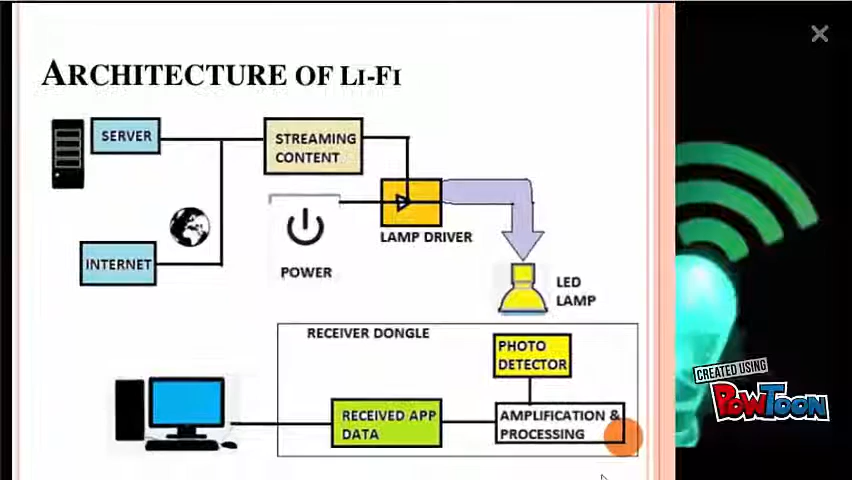 ARCHITECTURE OF LI-FI
SERVER
STREAMING
CONTENT
LAMP DRIVER
INTERNET
POWER
LED
LAMP
RECEIVER DONGLE
PHOTO
DETECTOR
RECEIVED APP
DATA
AMPLIFICATION &
PROCESSING
CREATED USING
POWTOON